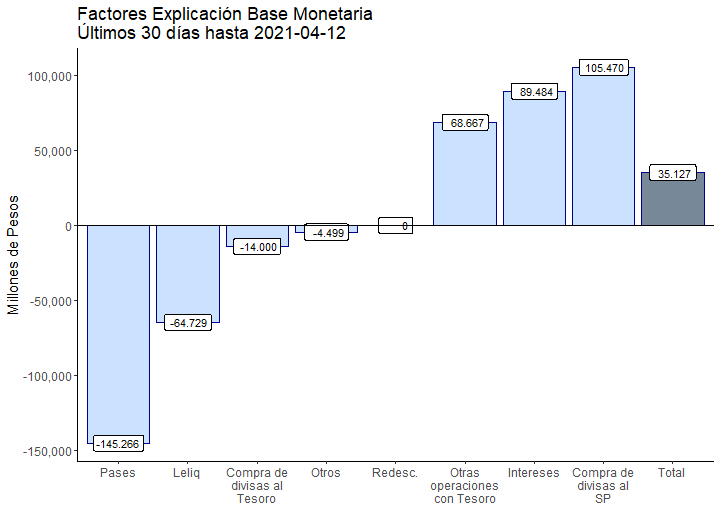 Factores Explicación Base Monetaria
Últimos 30 días hasta 2021-04-12
Millones de Pesos
100,000
50,000
0
-50,000
-100,000
-150,000
-145.266
-64.729
-14.000
-4.499
0
68.667
89.484
105.470
35.127
Pases
Leliq
Compra de
divisas al
Tesoro
Otros
Redesc.
Otras
operaciones
con Tesoro
Intereses
Compra de
divisas al
SP
Total